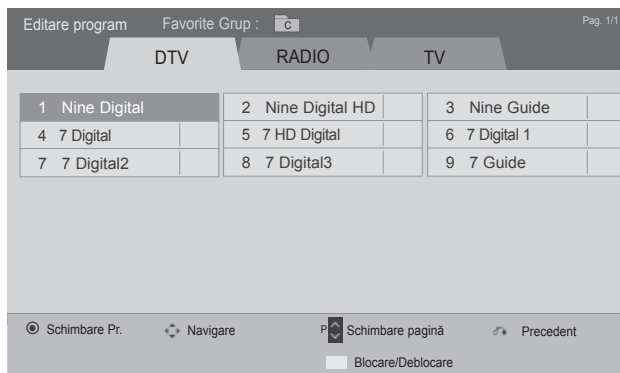 Editare program Favorite Grup : C Pag. 1/1
DTV RADIO TV
1 Nine Digital 2 Nine Digital HD 3 Nine Guide
4 7 Digital 5 7 HD Digital 6 7 Digital 1
7 7 Digital2 8 7 Digital3 9 7 Guide
Schimbare Pr. Navigare P Schimbare pagină Precedent
Blocare/Deblocare